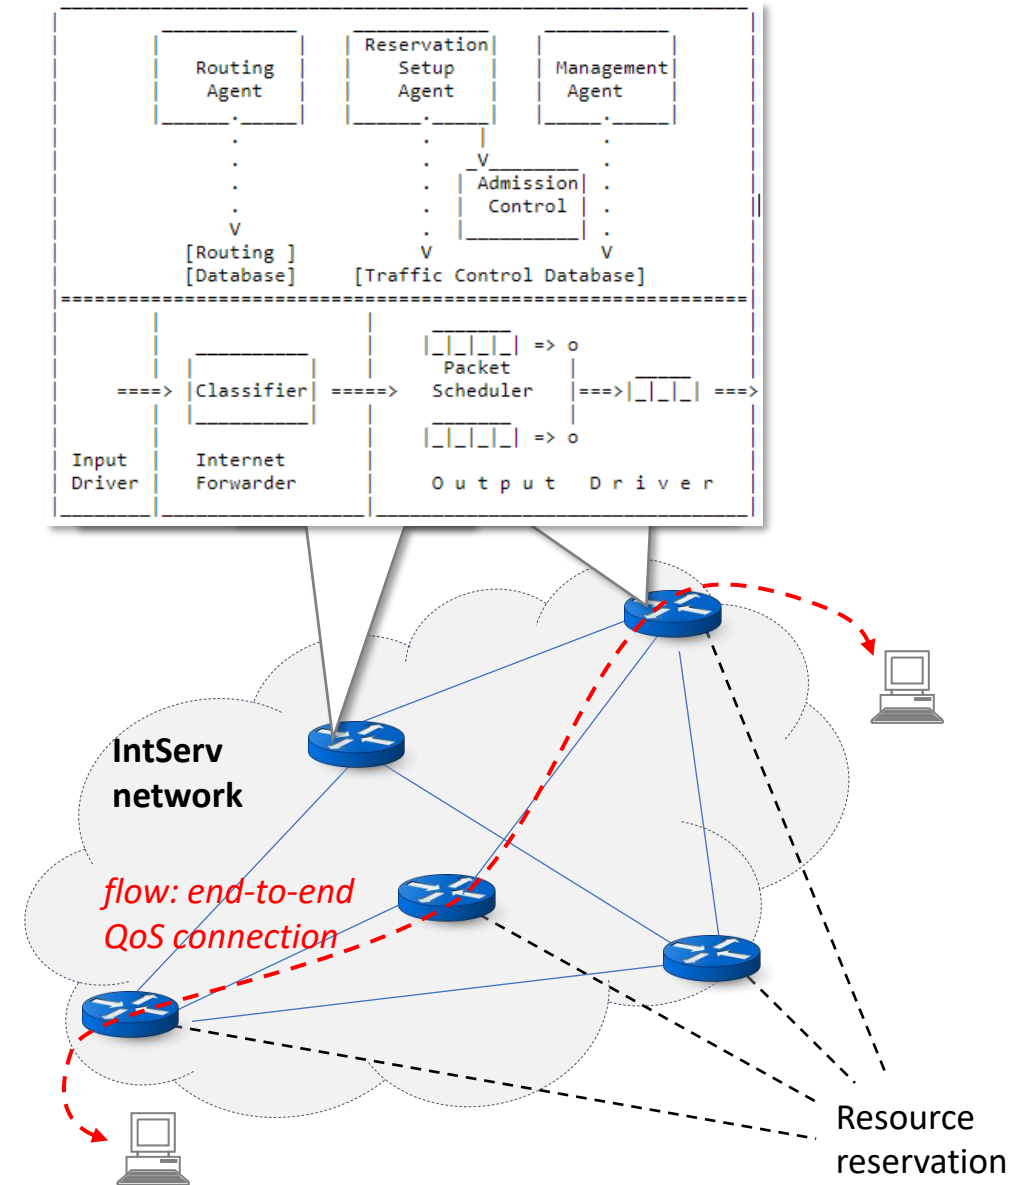 Reservation
Routing Setup Management
Agent Agent Agent
V
Admission
Control
V V V
[Routing ]
[Database] [Traffic Control Database]
=> o
Packet
====> Classifier =====> Scheduler ===> ===>
=> o
Input Internet
Driver Forwarder O u t p u t D r i v e r
IntServ
network
flow: end-to-end
QoS connection
Resource
reservation